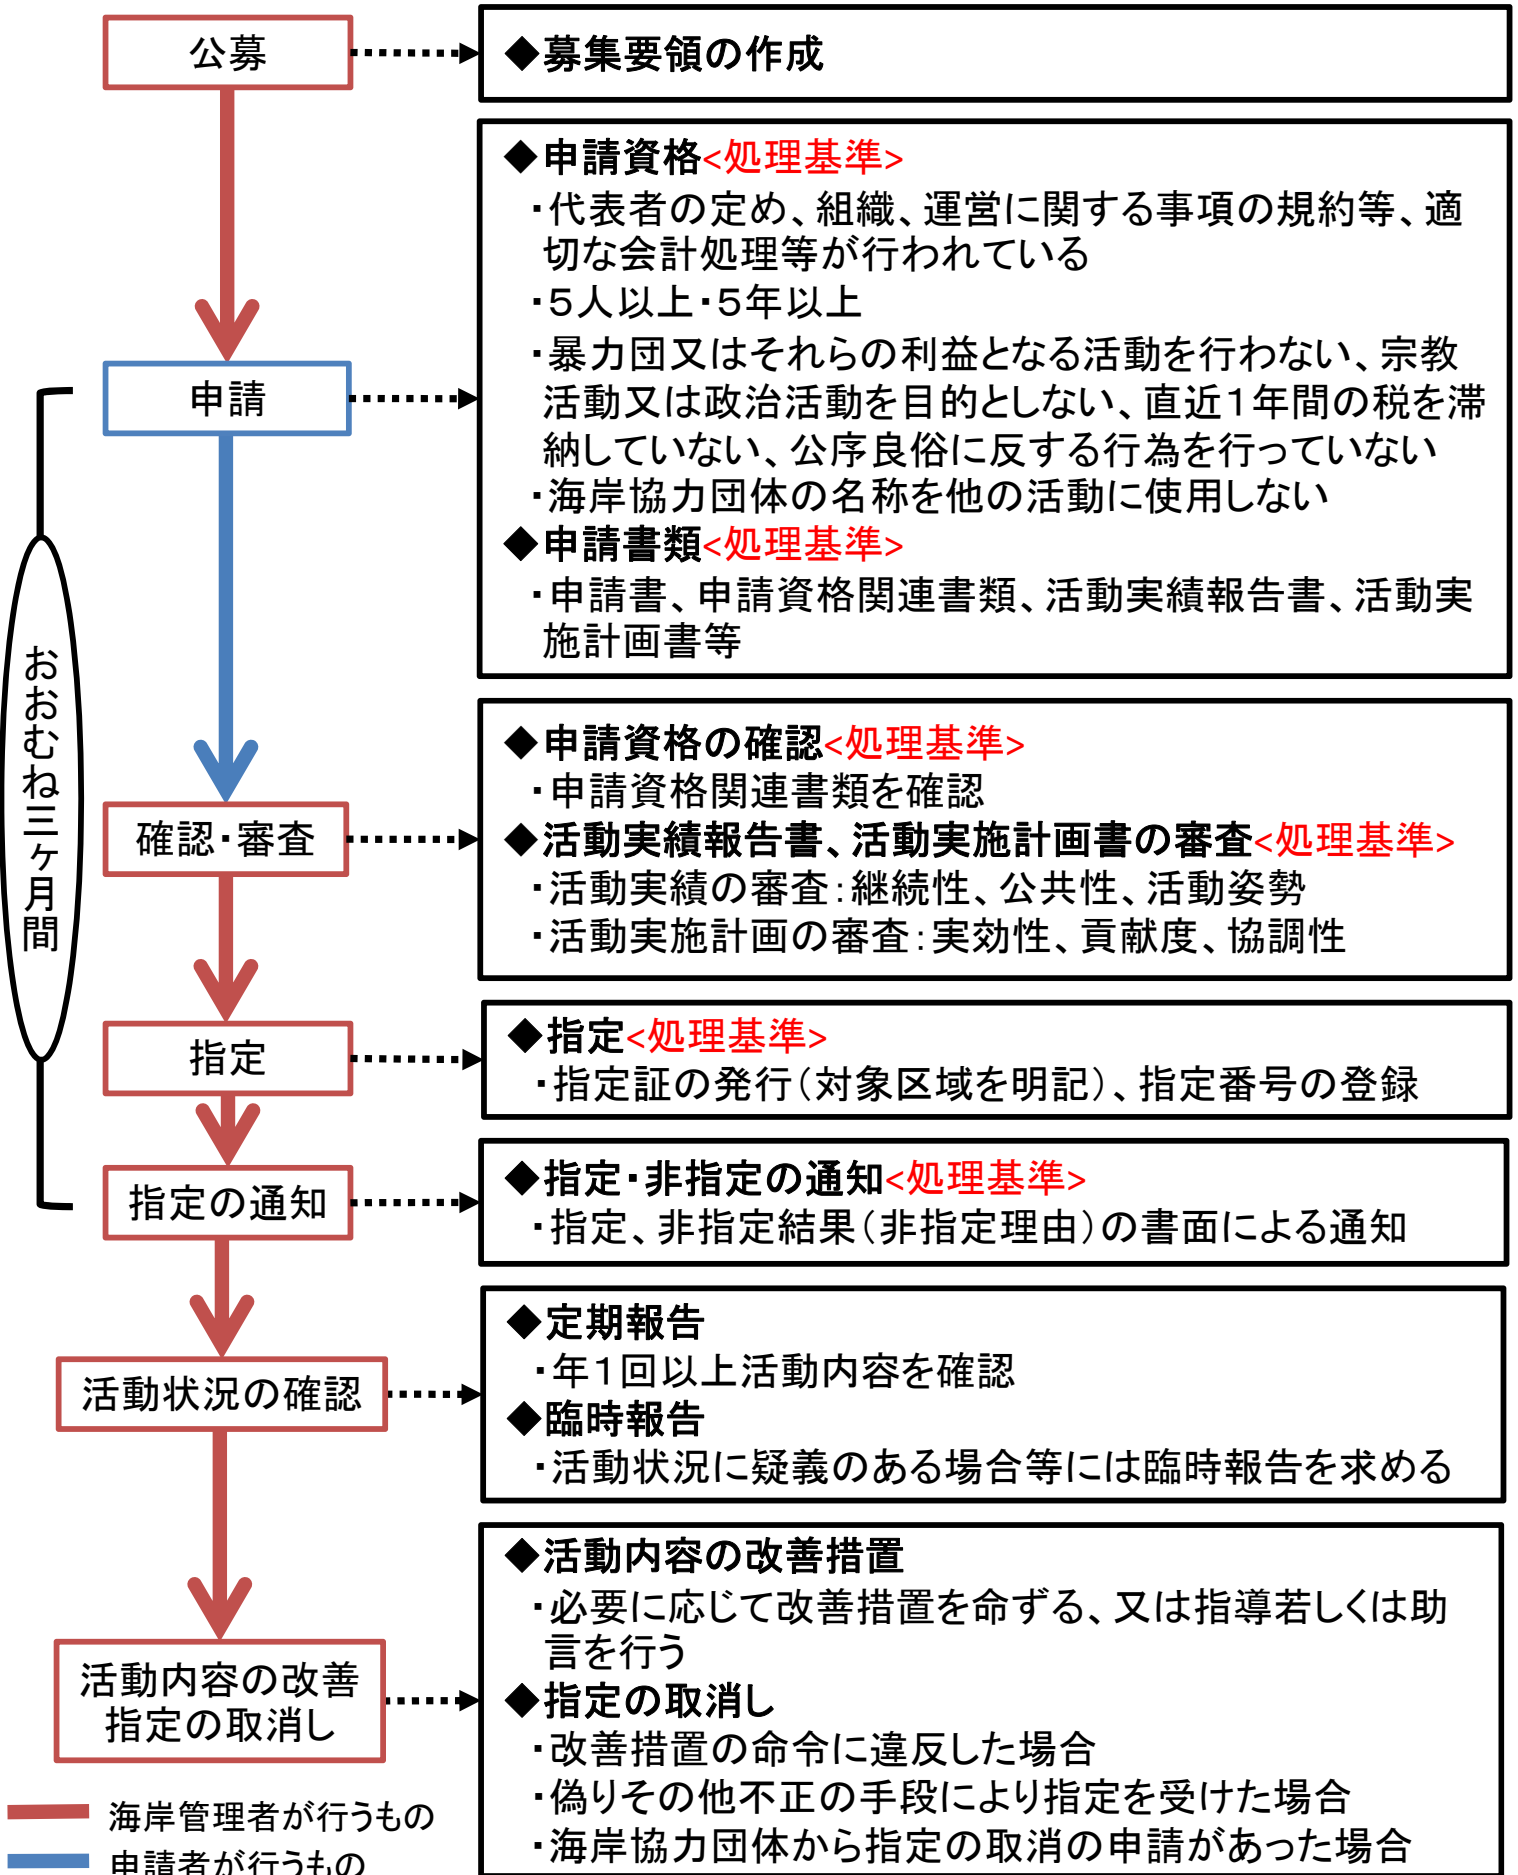 公募
◆募集要領の作成
◆申請資格<処理基準>
・代表者の定め、組織、運営に関する事項の規約等、適
切な会計処理等が行われている
・５人以上・５年以上
・暴力団又はそれらの利益となる活動を行わない、宗教
活動又は政治活動を目的としない、直近１年間の税を滞
納していない、公序良俗に反する行為を行っていない
・海岸協力団体の名称を他の活動に使用しない
◆申請書類<処理基準>
・申請書、申請資格関連書類、活動実績報告書、活動実
施計画書等
申請
おおむね三ヶ月間
◆申請資格の確認<処理基準>
・申請資格関連書類を確認
◆活動実績報告書、活動実施計画書の審査<処理基準>
・活動実績の審査：継続性、公共性、活動姿勢
・活動実施計画の審査：実効性、貢献度、協調性
確認・審査
指定
◆指定<処理基準>
・指定証の発行（対象区域を明記）、指定番号の登録
指定の通知
◆指定・非指定の通知<処理基準>
・指定、非指定結果（非指定理由）の書面による通知
活動状況の確認
◆定期報告
・年１回以上活動内容を確認
◆臨時報告
・活動状況に疑義のある場合等には臨時報告を求める
活動内容の改善
指定の取消し
◆活動内容の改善措置
・必要に応じて改善措置を命ずる、又は指導若しくは助
言を行う
◆指定の取消し
・改善措置の命令に違反した場合
・偽りその他不正の手段により指定を受けた場合
・海岸協力団体から指定の取消の申請があった場合
海岸管理者が行うもの
申請者が行うもの